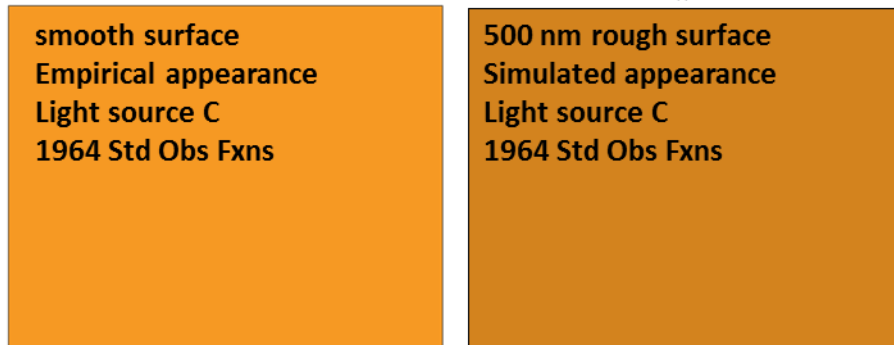 smooth surface
Empirical appearance
Light source C
1964 Std Obs Fxns
500 nm rough surface
Simulated appearance
Light source C
1964 Std Obs Fxns